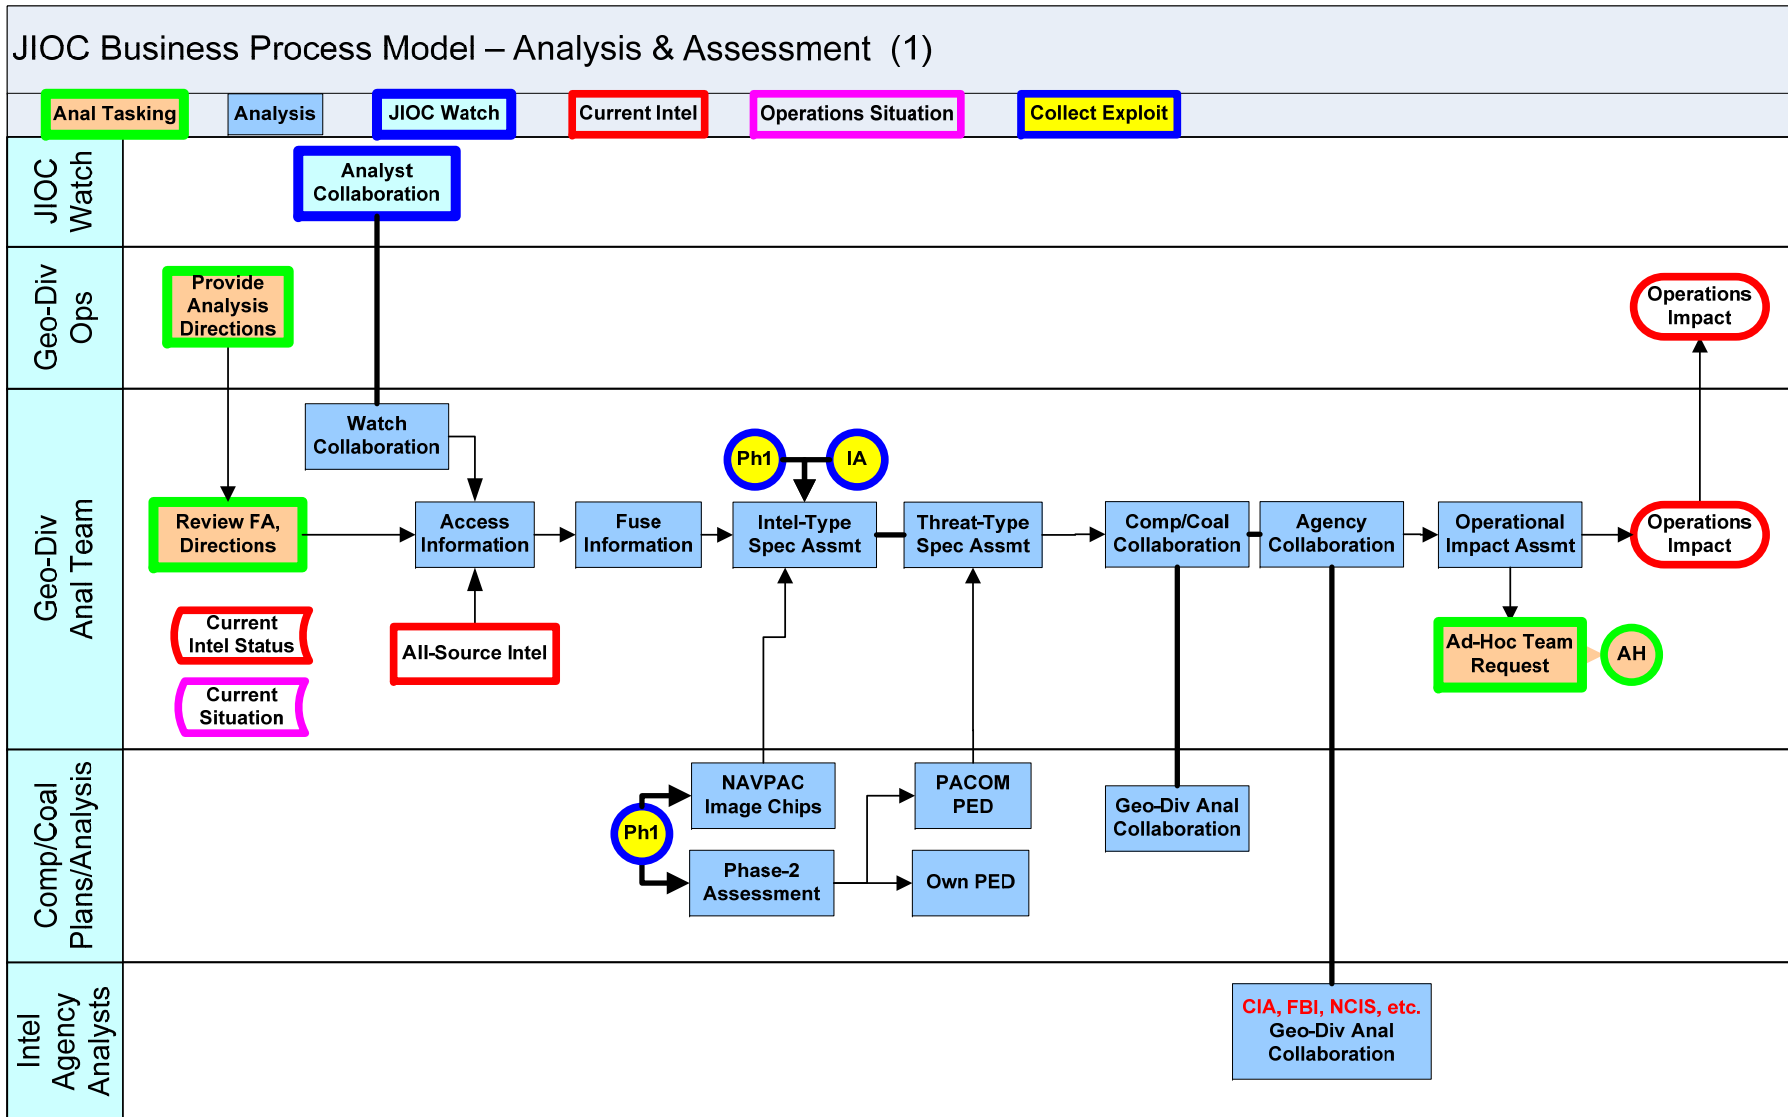 JIOC Business Process Model – Analysis & Assessment (1)
Anal Tasking
Analysis
JIOC Watch
Current Intel
Operations Situation
Collect Exploit
JIOC
Watch
Analyst
Collaboration
Geo-Div
Ops
Provide
Analysis
Directions
Operations
Impact
Geo-Div
Anal Team
Watch
Collaboration
Ph1
IA
Review FA,
Directions
Access
Information
Fuse
Information
Intel-Type
Spec Assmt
Threat-Type
Spec Assmt
Comp/Coal
Collaboration
Agency
Collaboration
Operational
Impact Assmt
Operations
Impact
Current
Intel Status
All-Source Intel
Ad-Hoc Team
Request
AH
Current
Situation
Comp/Coal
Plans/Analysis
NAVPAC
Image Chips
PACOM
PED
Geo-Div Anal
Collaboration
Ph1
Phase-2
Assessment
Own PED
Intel
Agency
Analysts
CIA, FBI, NCIS, etc.
Geo-Div Anal
Collaboration